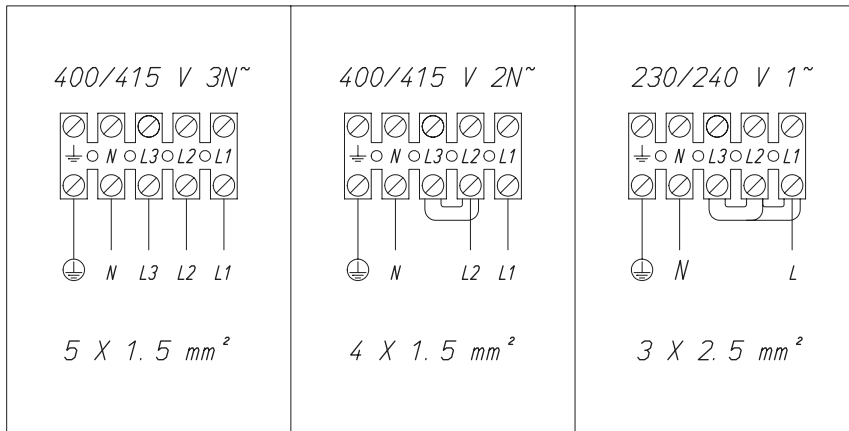 400/415 V 3N~
N L3 L2 L1
N L3 L2 L1
5 X 1.5 mm²
400/415 V 2N~
N L3 L2 L1
N L2 L1
4 X 1.5 mm²
230/240 V 1~
N L3 L2 L1
N L
3 X 2.5 mm²